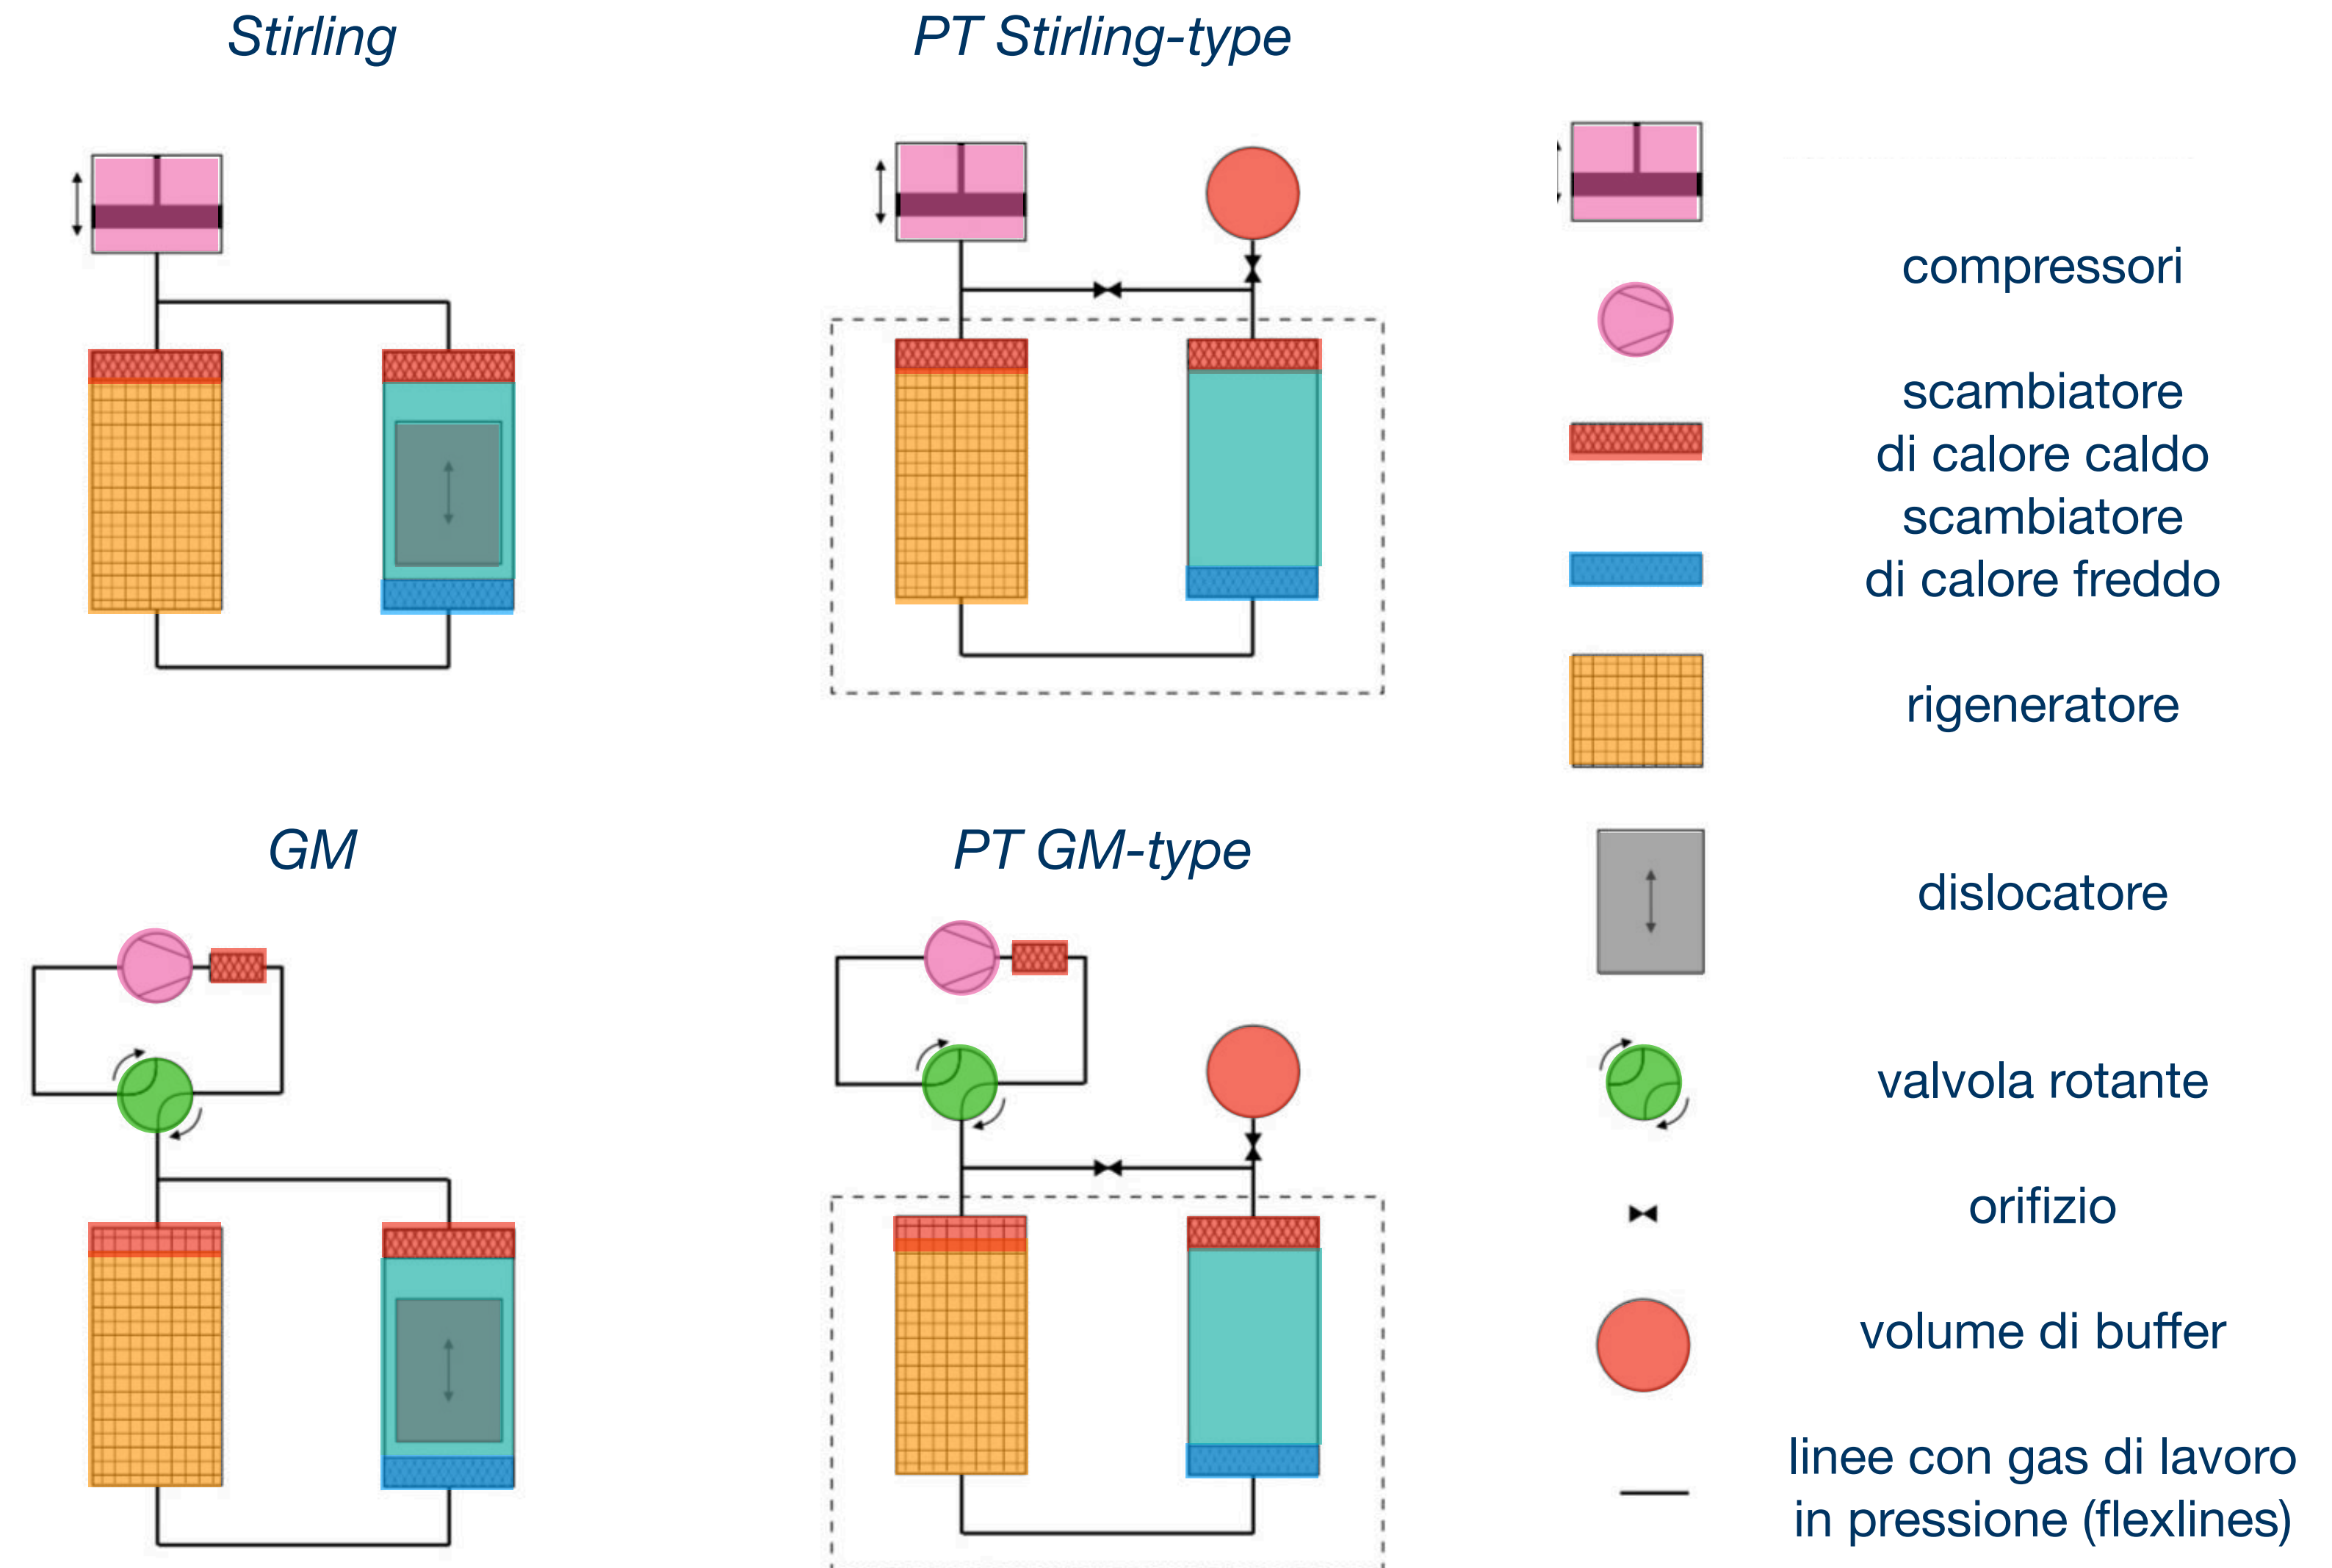 Stirling
PT Stirling-type
compressori
scambiatore
di calore caldo
scambiatore
di calore freddo
rigeneratore
GM
PT GM-type
dislocatore
valvola rotante
orifizio
volume di buffer
linee con gas di lavoro
in pressione (flexlines)